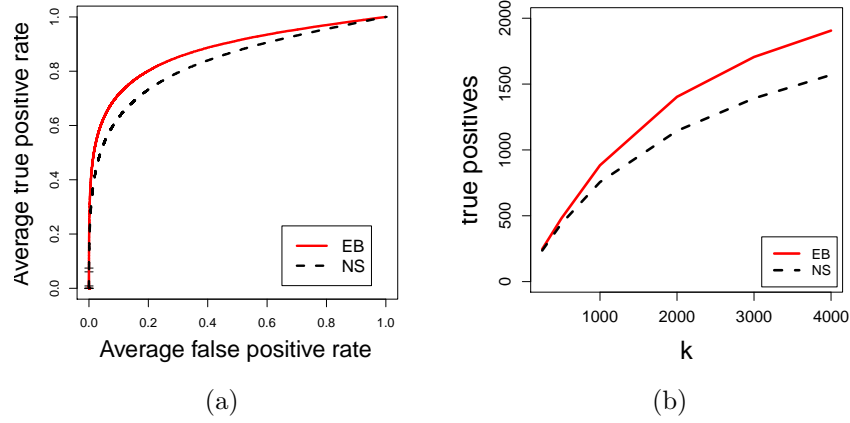 Average true positive rate
1.0
0.8
0.6
0.4
0.2
0.0
EB
NS
0.0 0.2 0.4 0.6 0.8 1.0
Average false positive rate
(a)
true positives
2000
1500
1000
500
0
EB
NS
1000 2000 3000 4000
k
(b)